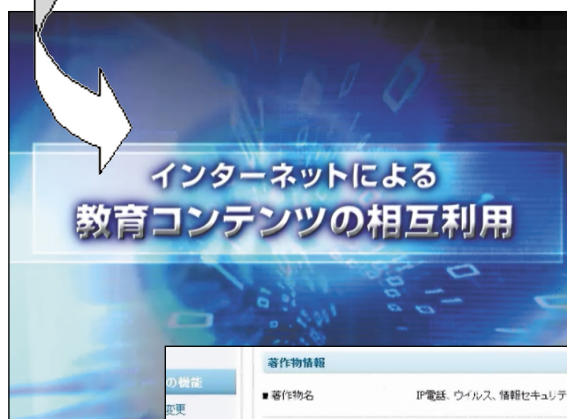 インターネットによる
教育コンテンツの相互利用
著作物情報
の機能
■著作物名 IP電話、ウイルス、情報セキュリテ
変更